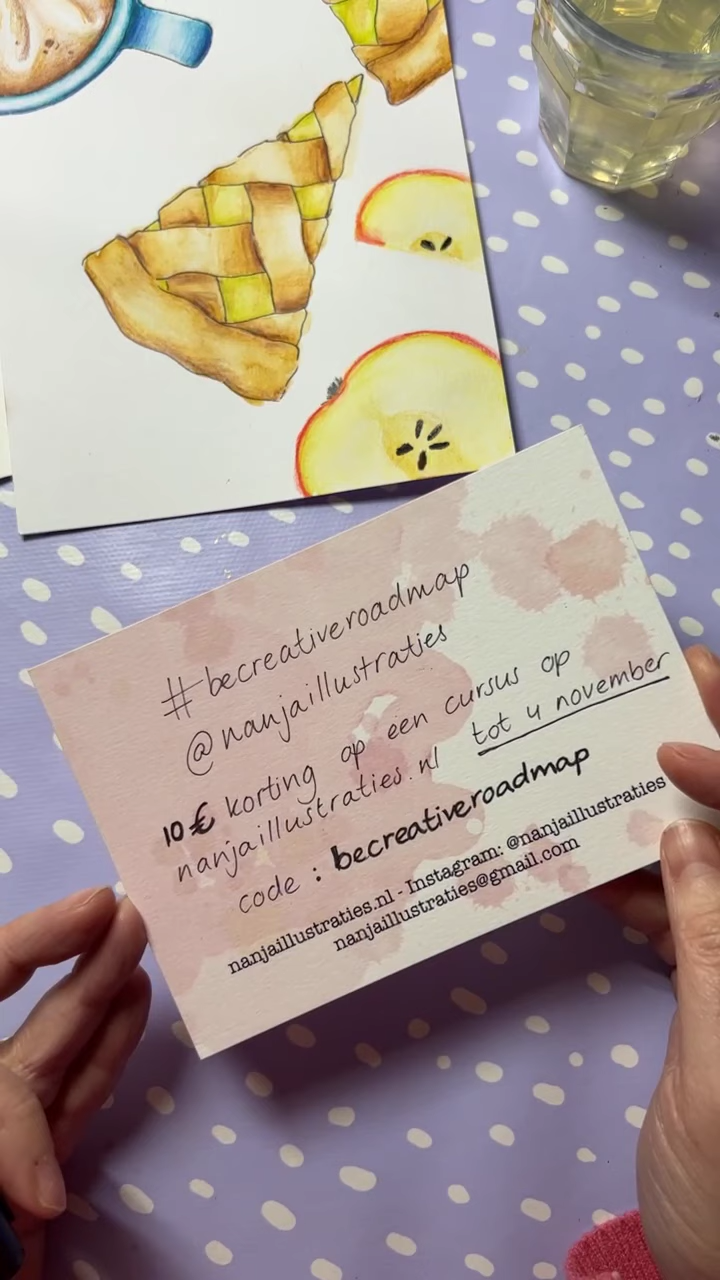 #becreativeroadmap
@nanjaillustraties
10€ korting op een cursus op
nanjaillustraties.nl tot 4 november
code : becreativeroadmap
nanjaillustraties.nl - Instagram: @nanjaillustraties
nanjaillustraties@gmail.com